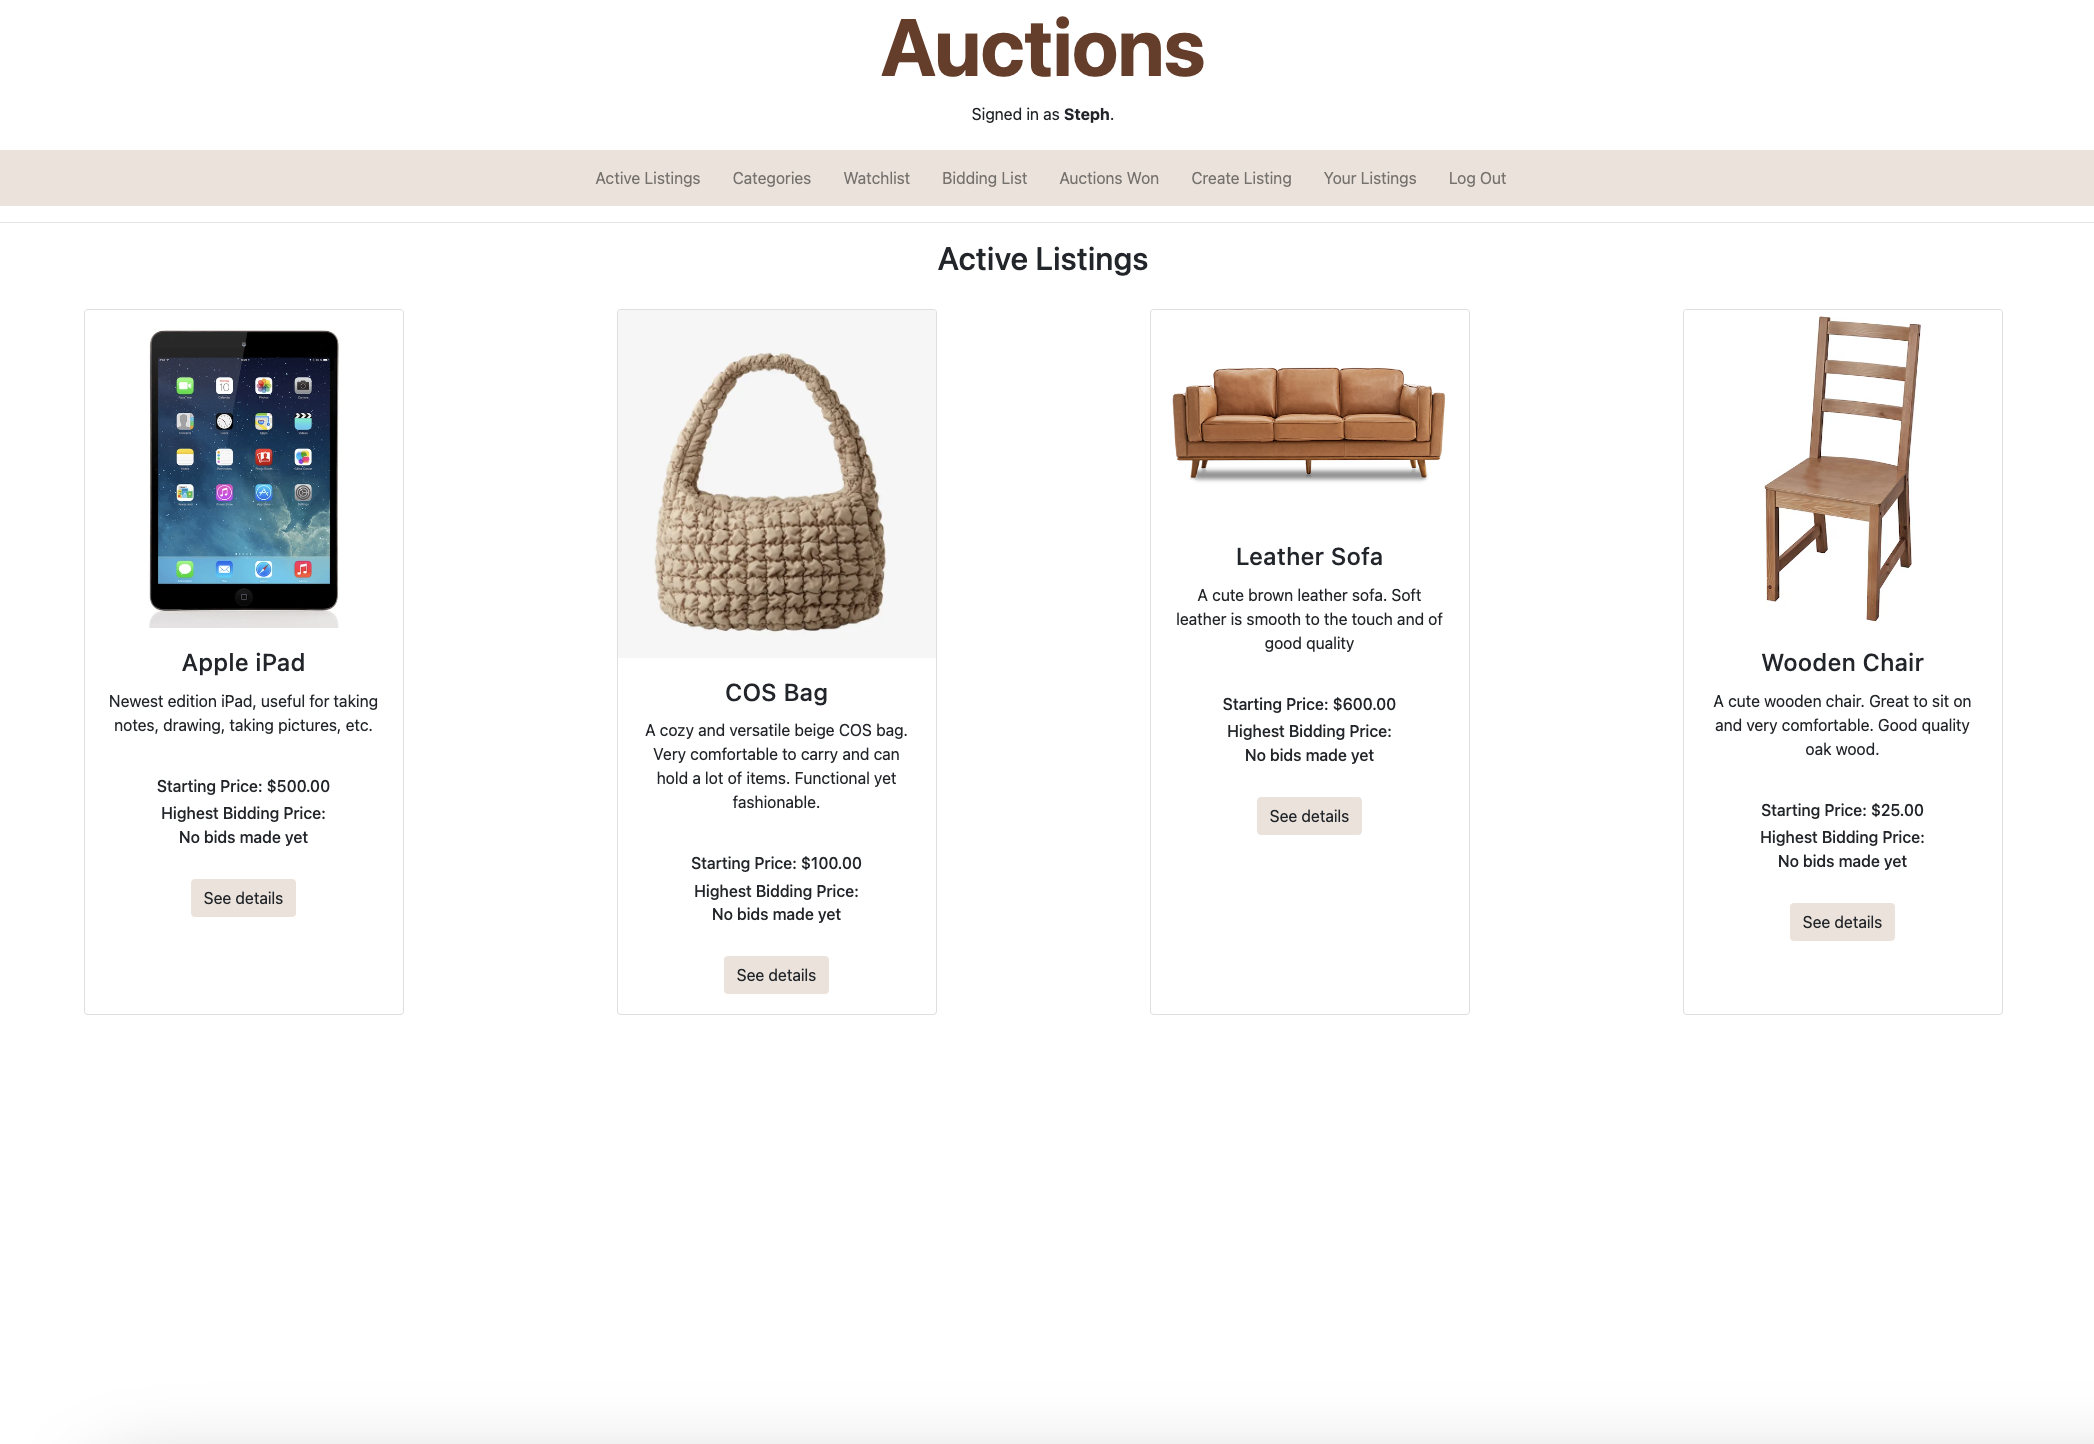 Auctions
Signed in as Steph.
Active Listings
Categories
Watchlist
Bidding List
Auctions Won
Create Listing
Your Listings
Log Out
Active Listings
Apple iPad
Newest edition iPad, useful for taking
notes, drawing, taking pictures, etc.
Starting Price: $500.00
Highest Bidding Price:
No bids made yet
See details
COS Bag
A cozy and versatile beige COS bag.
Very comfortable to carry and can
hold a lot of items. Functional yet
fashionable.
Starting Price: $100.00
Highest Bidding Price:
No bids made yet
See details
Leather Sofa
A cute brown leather sofa. Soft
leather is smooth to the touch and of
good quality
Starting Price: $600.00
Highest Bidding Price:
No bids made yet
See details
Wooden Chair
A cute wooden chair. Great to sit on
and very comfortable. Good quality
oak wood.
Starting Price: $25.00
Highest Bidding Price:
No bids made yet
See details